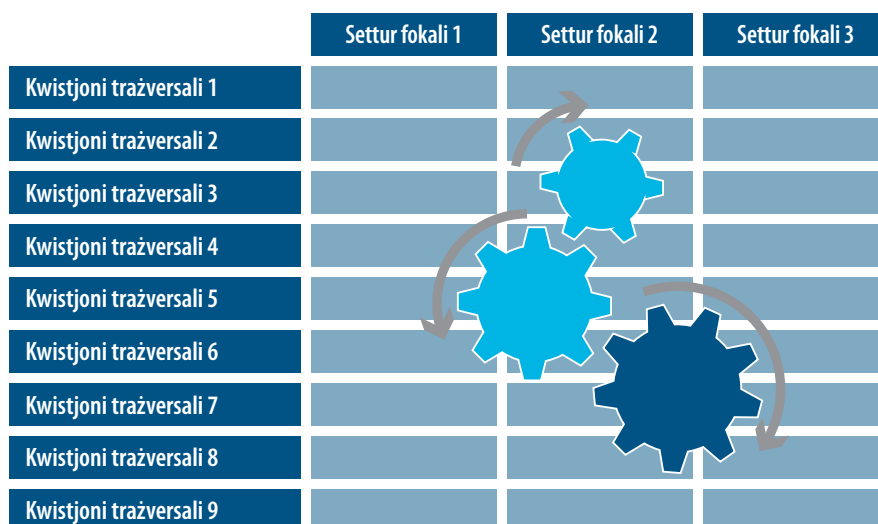 Settur fokali 1 Settur fokali 2 Settur fokali 3
Kwistjoni trażversali 1
Kwistjoni trażversali 2
Kwistjoni trażversali 3
Kwistjoni trażversali 4
Kwistjoni trażversali 5
Kwistjoni trażversali 6
Kwistjoni trażversali 7
Kwistjoni trażversali 8
Kwistjoni trażversali 9